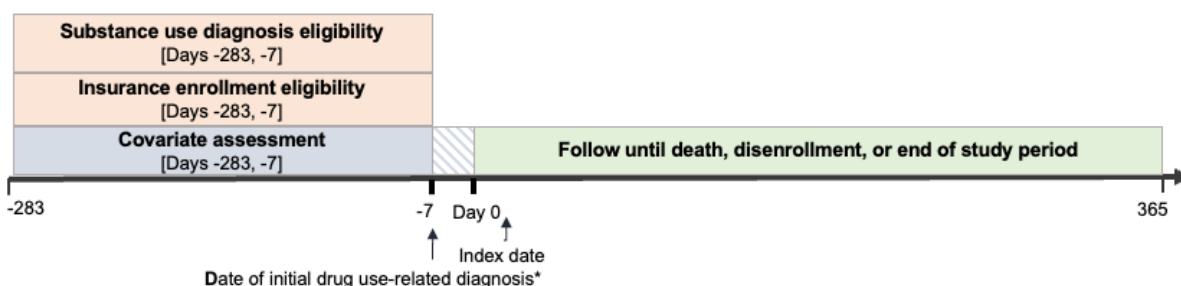 Substance use diagnosis eligibility
[Days -283, -7]
Insurance enrollment eligibility
[Days -283, -7]
Covariate assessment
[Days -283, -7]
Follow until death, disenrollment, or end of study period
-283
-7
Day 0
365
Index date
Date of initial drug use-related diagnosis*